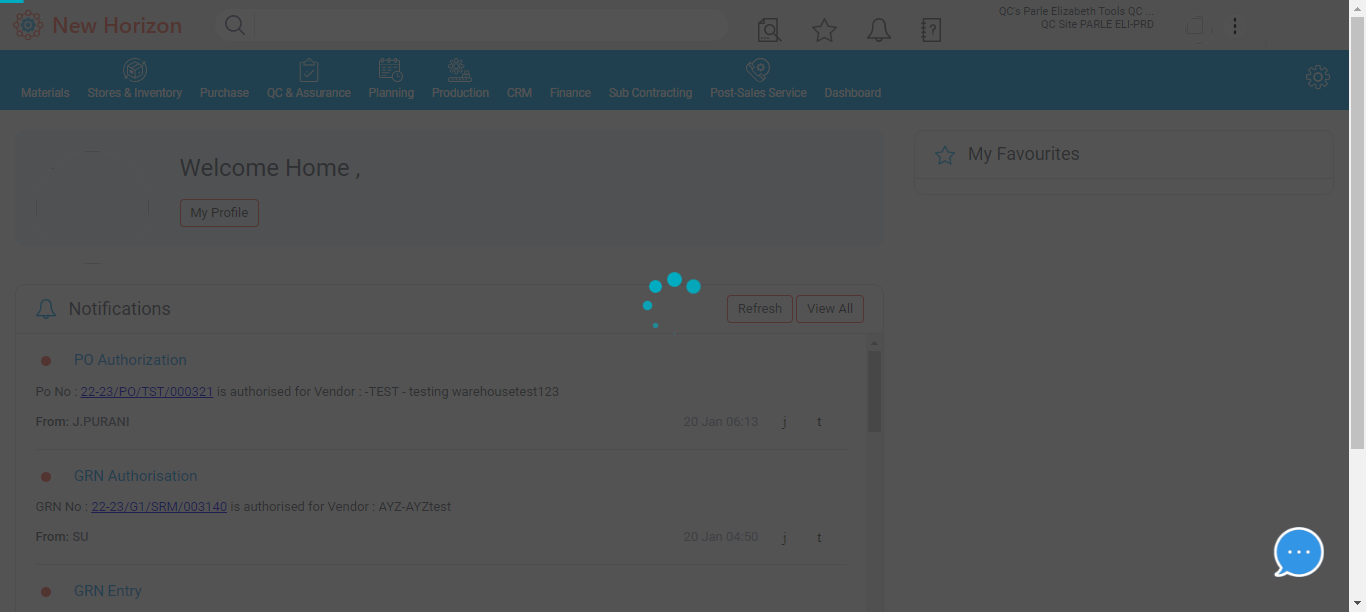 New Horizon
QC's Parle Elizabeth Tools QC ...
QC Site PARLE ELI-PRD
Materials Stores & Inventory Purchase QC & Assurance Planning Production CRM Finance Sub Contracting Post-Sales Service Dashboard
Welcome Home ,
My Profile
My Favourites
Notifications Refresh View All
PO Authorization
Po No : 22-23/PO/TST/000321 is authorised for Vendor : -TEST - testing warehousetest123
From: J.PURANI 20 Jan 06:13 j t
GRN Authorisation
GRN No : 22-23/G1/SRM/003140 is authorised for Vendor : AYZ-AYZtest
From: SU 20 Jan 04:50 j t
GRN Entry